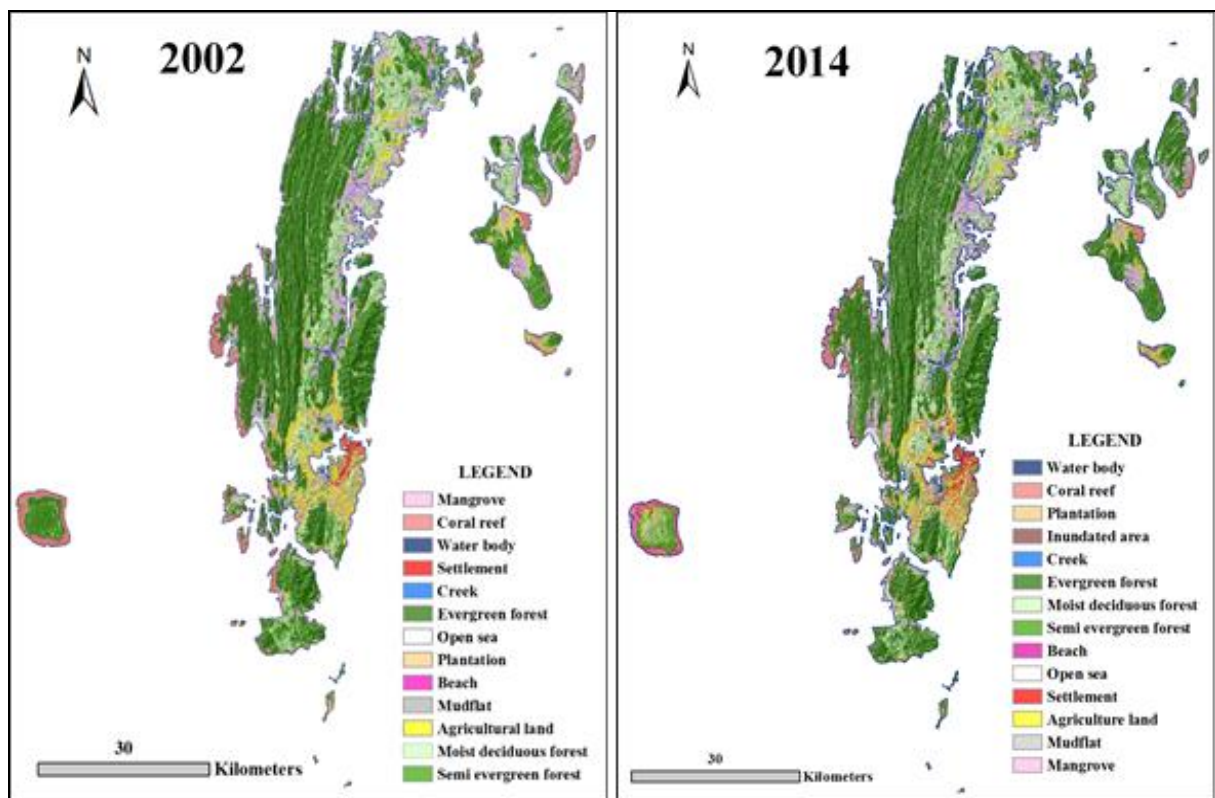 N
2002
LEGEND
Mangrove
Coral reef
Water body
Settlement
Creek
Evergreen forest
Open sea
Plantation
Beach
Mudflat
Agricultural land
Moist deciduous forest
Semi evergreen forest
30
Kilometers
N
2014
LEGEND
Water body
Coral reef
Plantation
Inundated area
Creek
Evergreen forest
Moist deciduous forest
Semi evergreen forest
Beach
Open sea
Settlement
Agriculture land
Mudflat
Mangrove
30
Kilometers